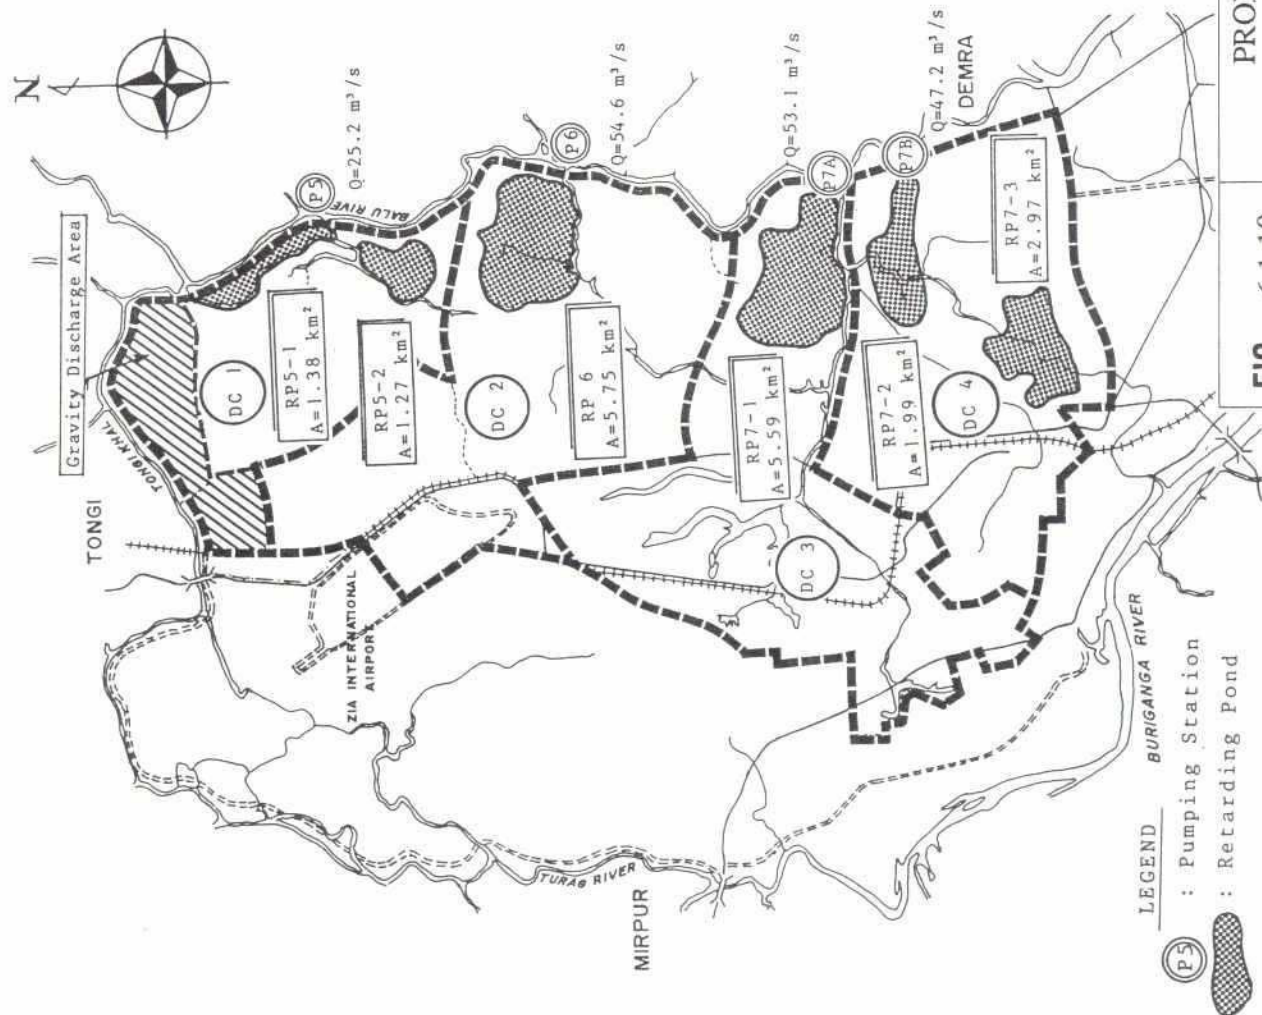 N
Gravity Discharge Area
TONGI
TONGI KHAL
P5
Q=25.2 m³/s
BALU RIVE
DC 1
RP5-1
A=1.38 km²
RP5-2
A=1.27 km²
P6
Q=54.6 m³/s
DC 2
RP 6
A=5.75 km²
ZIA INTERNATIONAL
AIRPORT
Q=53.1 m³/s
P7A
RP7-1
A=5.59 km²
DC 3
P7B
Q=47.2 m³/s
DEMRA
RP7-2
A=1.99 km²
DC 4
RP7-3
A=2.97 km²
TURAG RIVER
MIRPUR
BURIGANGA RIVER
LEGEND
P5 : Pumping Station
: Retarding Pond